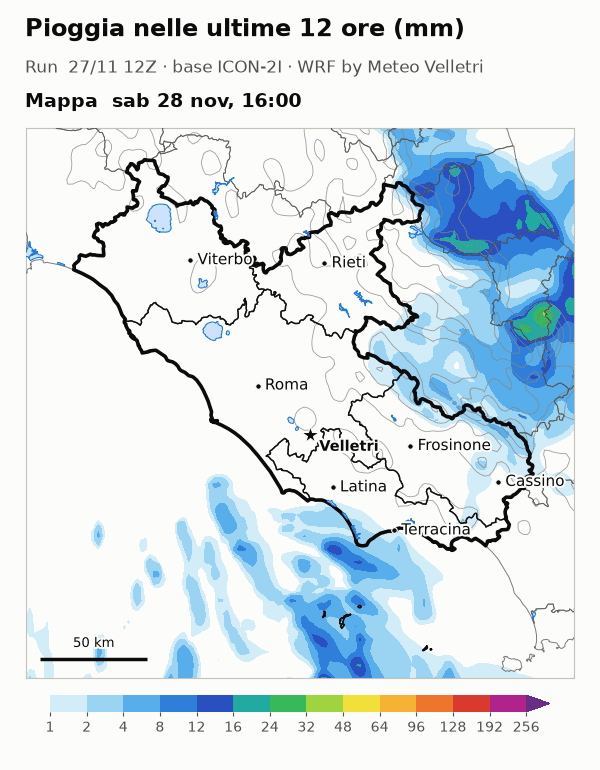 Pioggia nelle ultime 12 ore (mm)
Run  27/11 12Z · base ICON-2I · WRF by Meteo Velletri
Mappa  sab 28 nov, 16:00
Viterbo
Rieti
Roma
Velletri
Frosinone
Latina
Cassino
Terracina
50 km
1 2 4 8 12 16 24 32 48 64 96 128 192 256